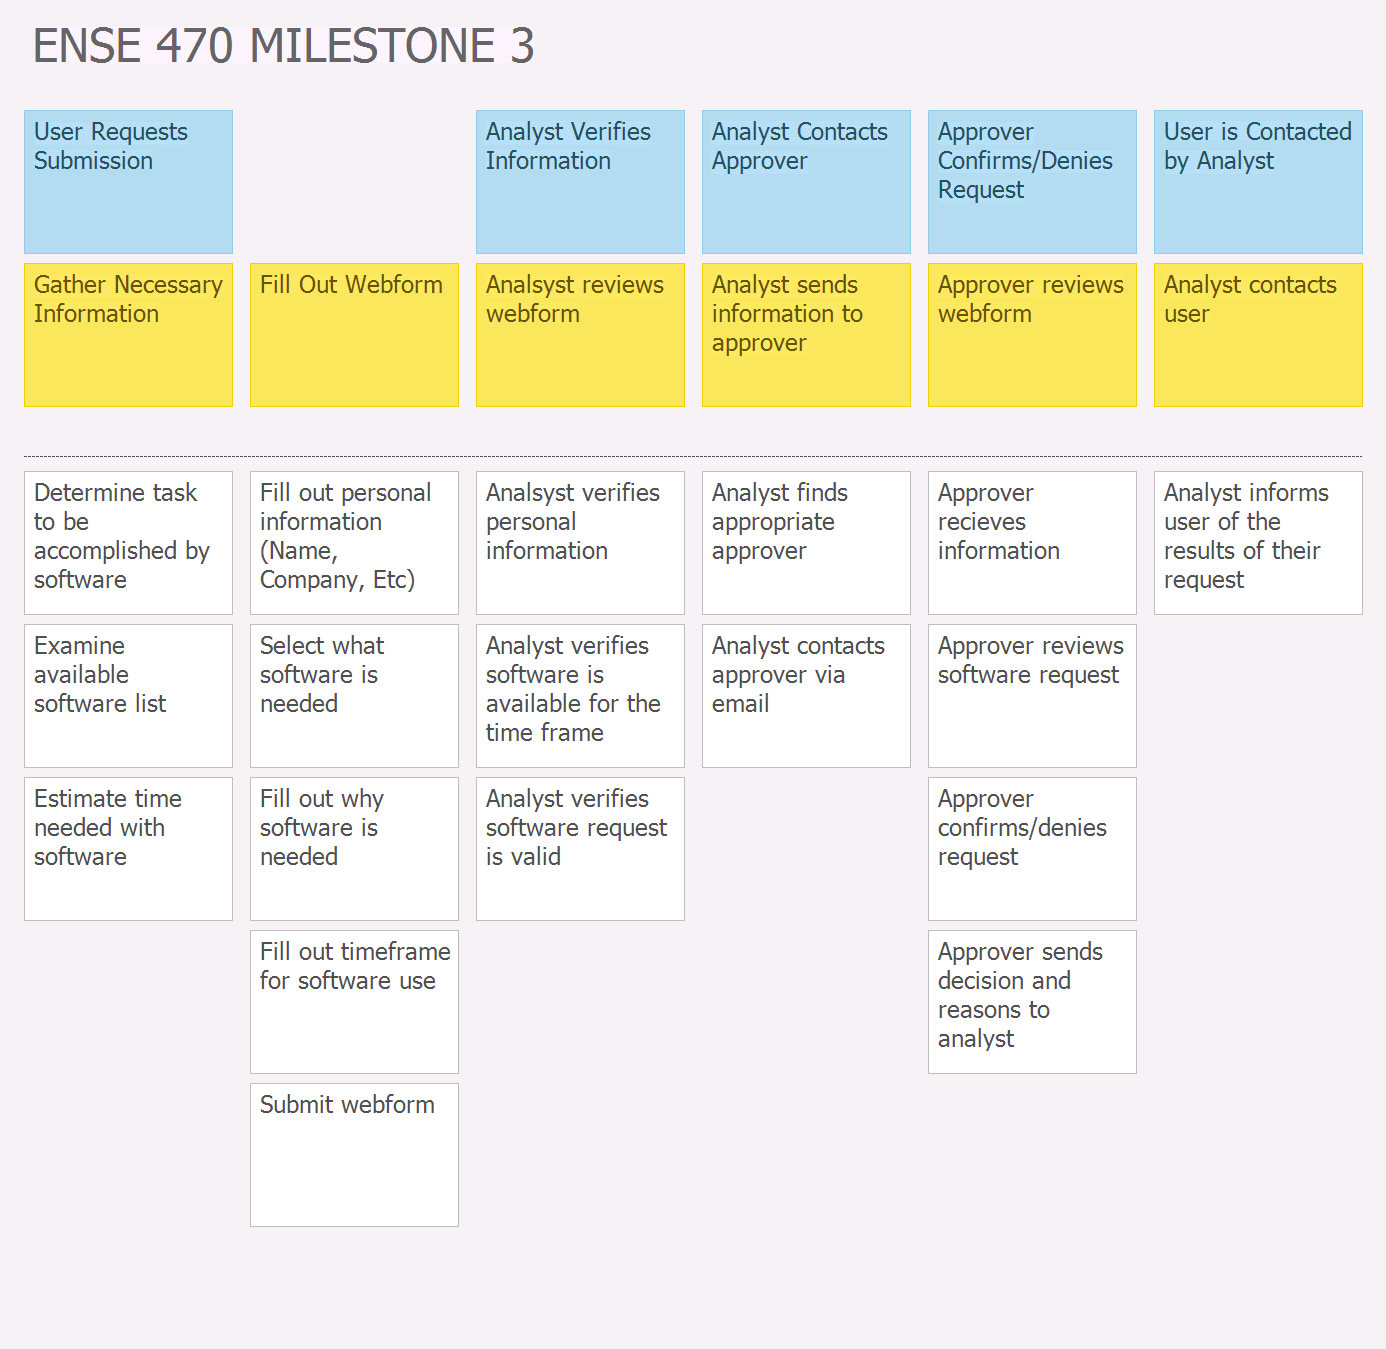 ENSE 470 MILESTONE 3
User Requests
Submission
Analyst Verifies
Information
Analyst Contacts
Approver
Approver
Confirms/Denies
Request
User is Contacted
by Analyst
Gather Necessary
Information
Fill Out Webform
Analsyst reviews
webform
Analyst sends
information to
approver
Approver reviews
webform
Analyst contacts
user
Determine task
to be
accomplished by
software
Fill out personal
information
(Name,
Company, Etc)
Analsyst verifies
personal
information
Analyst finds
appropriate
approver
Approver
recieves
information
Analyst informs
user of the
results of their
request
Examine
available
software list
Select what
software is
needed
Analyst verifies
software is
available for the
time frame
Analyst contacts
approver via
email
Approver reviews
software request
Estimate time
needed with
software
Fill out why
software is
needed
Analyst verifies
software request
is valid
Approver
confirms/denies
request
Fill out timeframe
for software use
Approver sends
decision and
reasons to
analyst
Submit webform